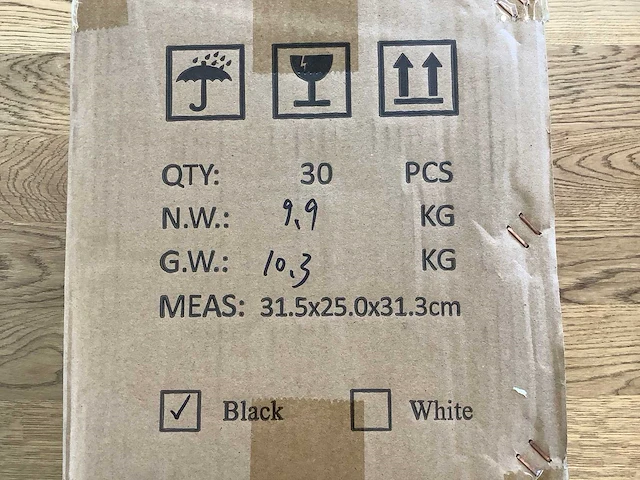 QTY: 30 PCS
N.W.: 9.9 KG
G.W.: 10.3 KG
MEAS: 31.5x25.0x31.3cm
Black White